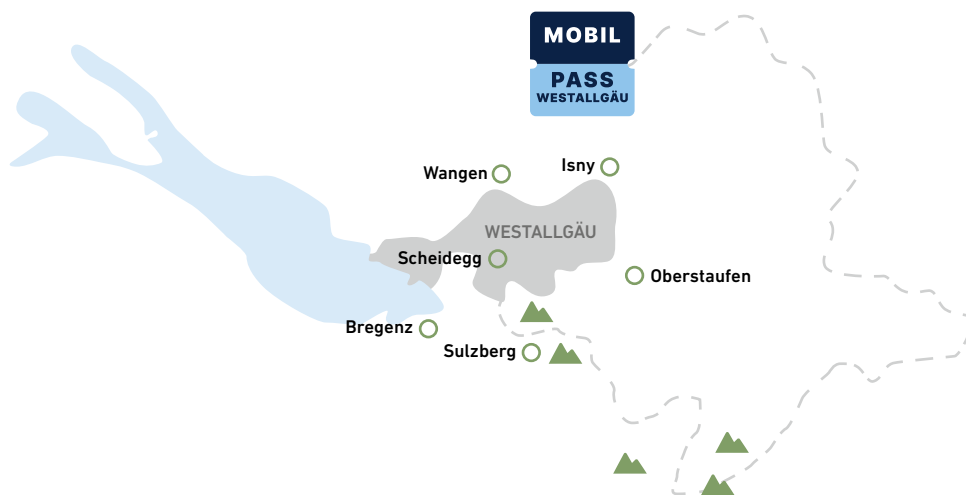 MOBIL
PASS
WESTALLGÄU
Wangen
Isny
WESTALLGÄU
Scheidegg
Oberstaufen
Bregenz
Sulzberg